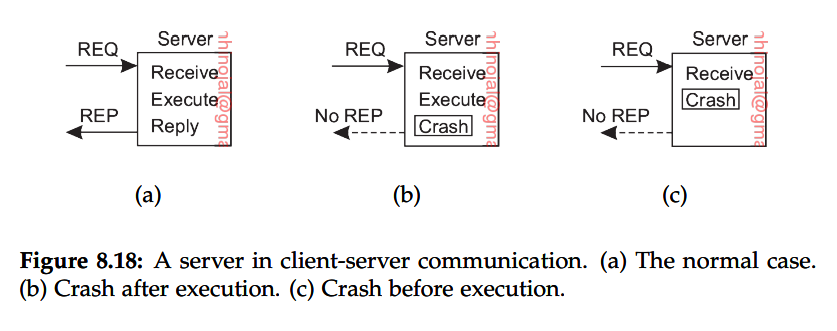 Server
REQ
Receive
Execute
REP
Reply
(a)
Server
REQ
Receive
Execute
No REP
Crash
(b)
Server
REQ
Receive
Crash
No REP
(c)
Figure 8.18: A server in client-server communication. (a) The normal case.
(b) Crash after execution. (c) Crash before execution.